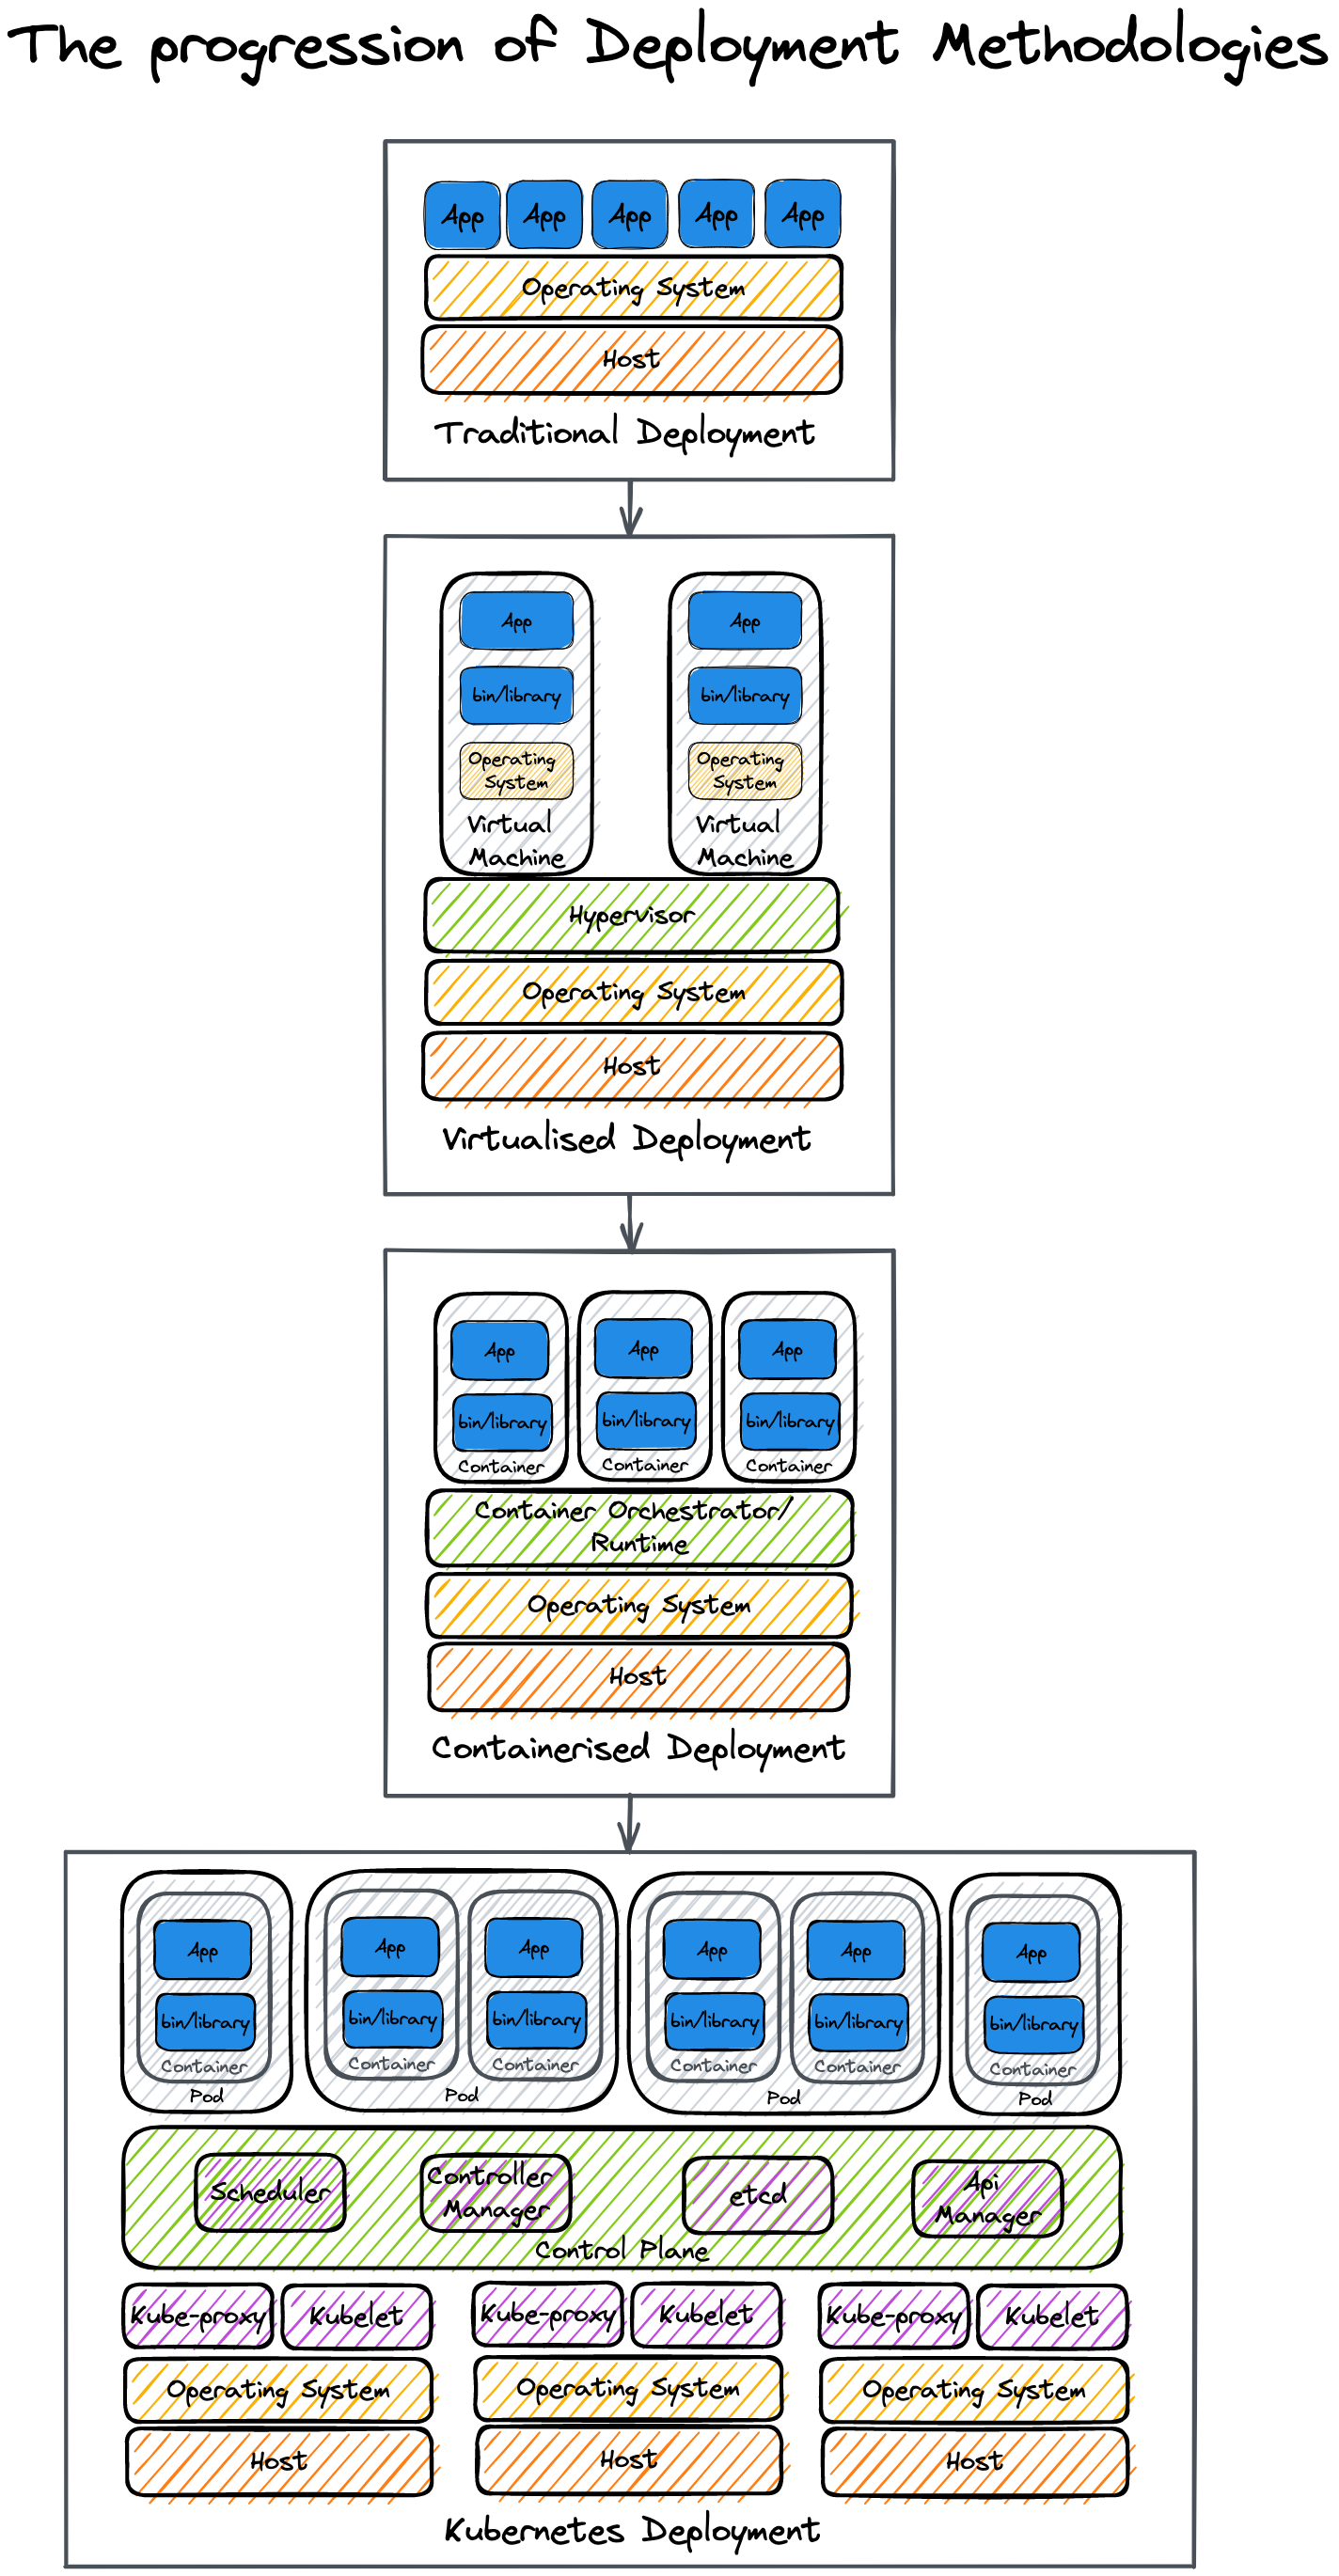 The progression of Deployment Methodologies
App App App App App
Operating System
Host
Traditional Deployment
App App
bin/library bin/library
Operating Operating
System System
Virtual Virtual
Machine Machine
Hypervisor
Operating System
Host
Virtualised Deployment
App App App
bin/library bin/library bin/library
Container Container Container
Container Orchestrator/
Runtime
Operating System
Host
Containerised Deployment
App App App App App App
bin/library bin/library bin/library bin/library bin/library bin/library
Container Container Container Container Container Container
Pod Pod Pod Pod
Scheduler Controller etcd Api
Manager Manager
Control Plane
Kube-proxy Kubelet Kube-proxy Kubelet Kube-proxy Kubelet
Operating System Operating System Operating System
Host Host Host
Kubernetes Deployment